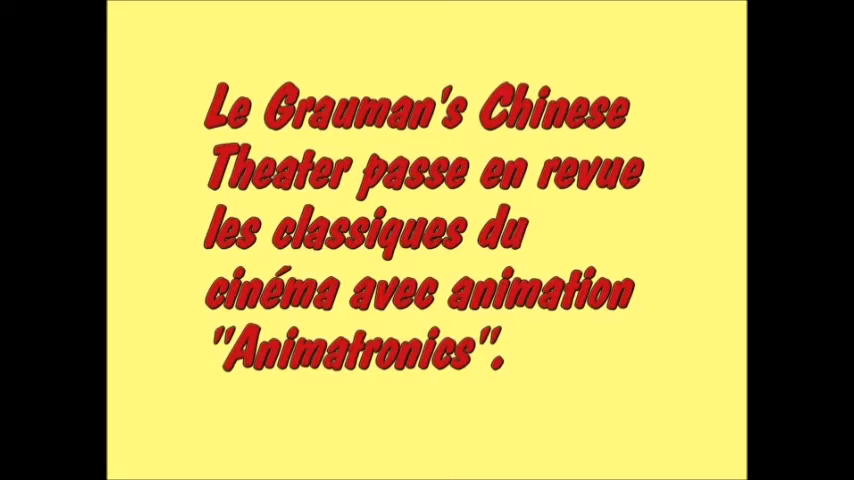 Le Grauman's Chinese
Theater passe en revue
les classiques du
cinéma avec animation
"Animatronics".